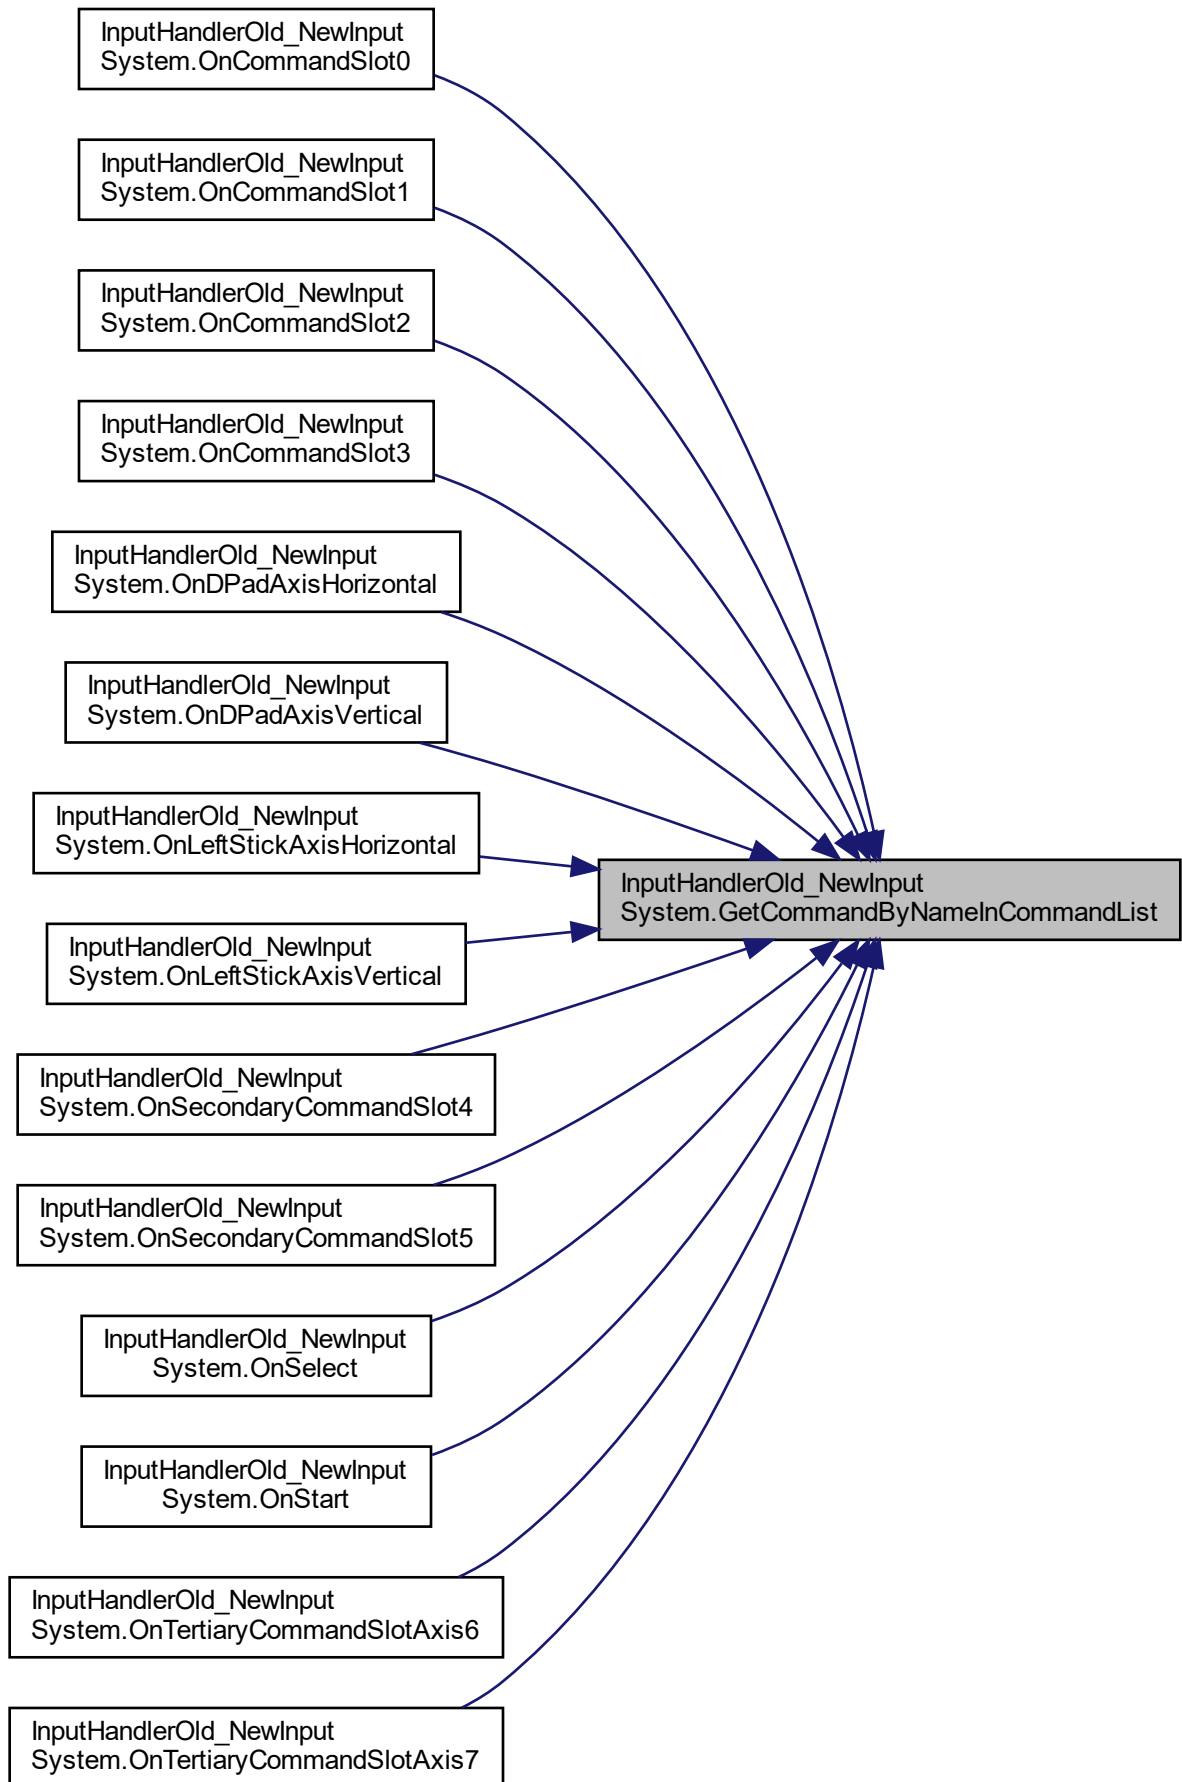 InputHandlerOld_NewInput
System.OnCommandSlot0
InputHandlerOld_NewInput
System.OnCommandSlot1
InputHandlerOld_NewInput
System.OnCommandSlot2
InputHandlerOld_NewInput
System.OnCommandSlot3
InputHandlerOld_NewInput
System.OnDPadAxisHorizontal
InputHandlerOld_NewInput
System.OnDPadAxisVertical
InputHandlerOld_NewInput
System.OnLeftStickAxisHorizontal
InputHandlerOld_NewInput
System.GetCommandByNameInCommandList
InputHandlerOld_NewInput
System.OnLeftStickAxisVertical
InputHandlerOld_NewInput
System.OnSecondaryCommandSlot4
InputHandlerOld_NewInput
System.OnSecondaryCommandSlot5
InputHandlerOld_NewInput
System.OnSelect
InputHandlerOld_NewInput
System.OnStart
InputHandlerOld_NewInput
System.OnTertiaryCommandSlotAxis6
InputHandlerOld_NewInput
System.OnTertiaryCommandSlotAxis7